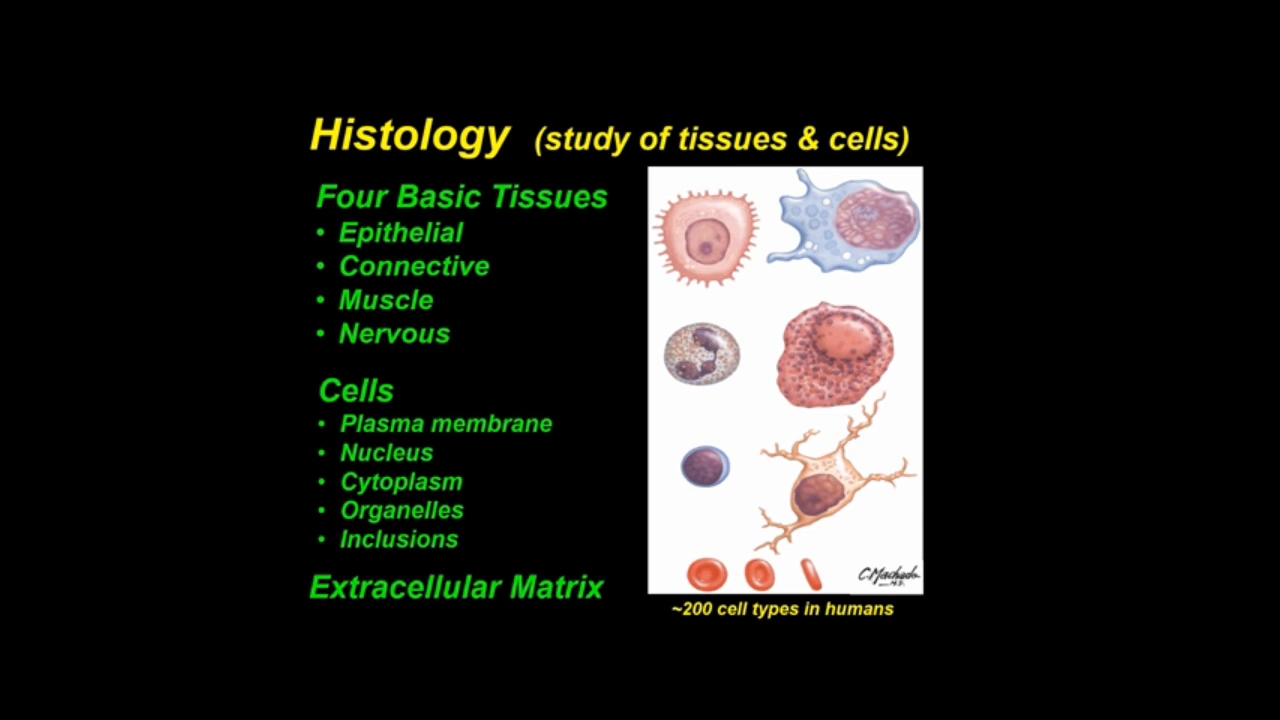 Histology (study of tissues & cells)
Four Basic Tissues
• Epithelial
• Connective
• Muscle
• Nervous
Cells
• Plasma membrane
• Nucleus
• Cytoplasm
• Organelles
• Inclusions
Extracellular Matrix
C. Machado
M.D.
~200 cell types in humans